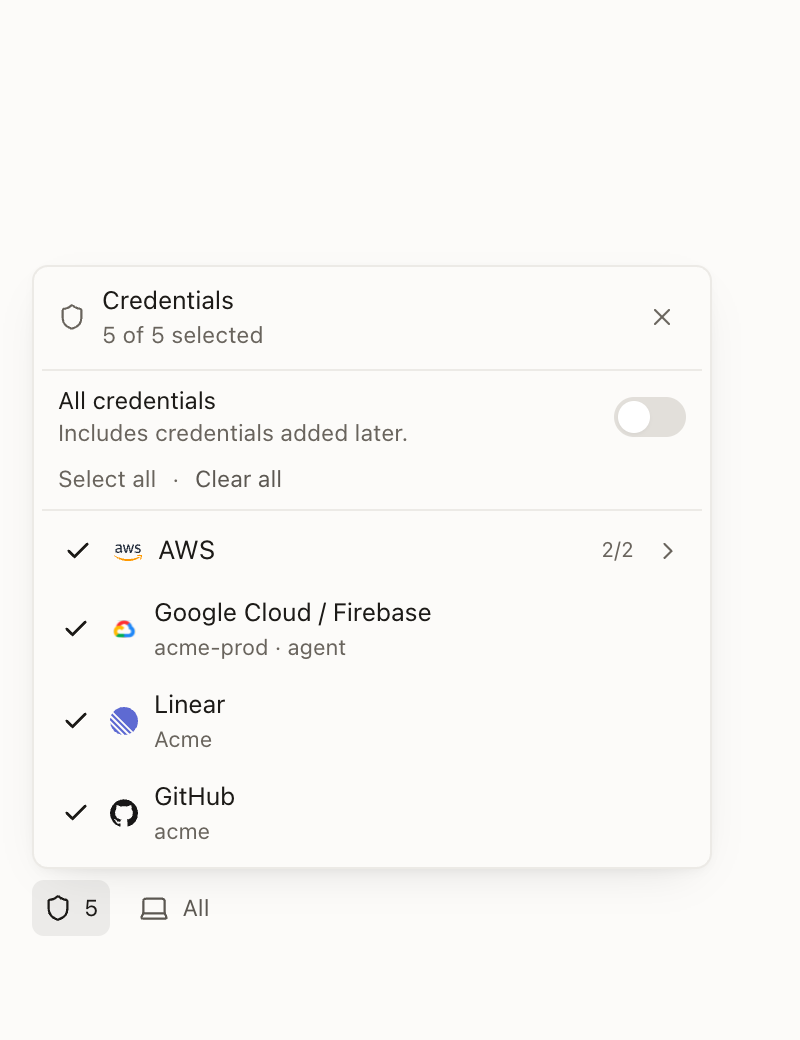 Credentials
5 of 5 selected
All credentials
Includes credentials added later.
Select all · Clear all
aws AWS 2/2
Google Cloud / Firebase
acme-prod · agent
Linear
Acme
GitHub
acme
5 All